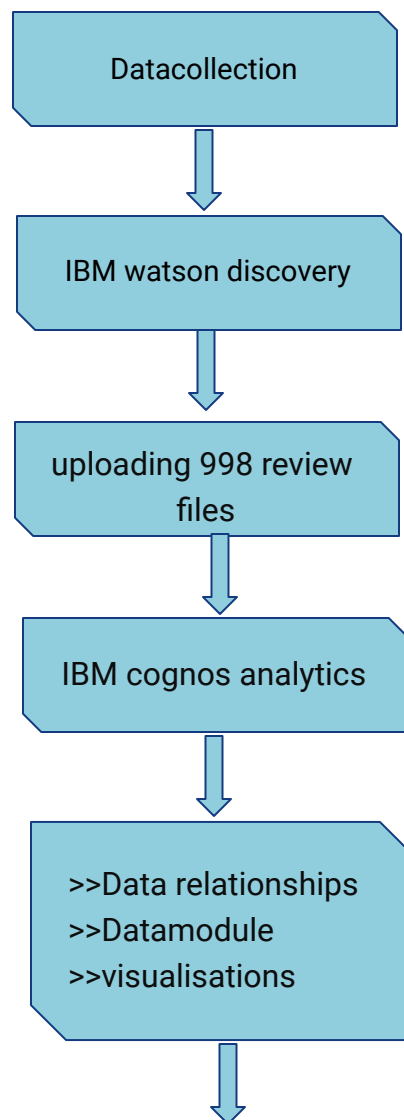 Datacollection
IBM watson discovery
uploading 998 review
files
IBM cognos analytics
>>Data relationships
>>Datamodule
>>visualisations